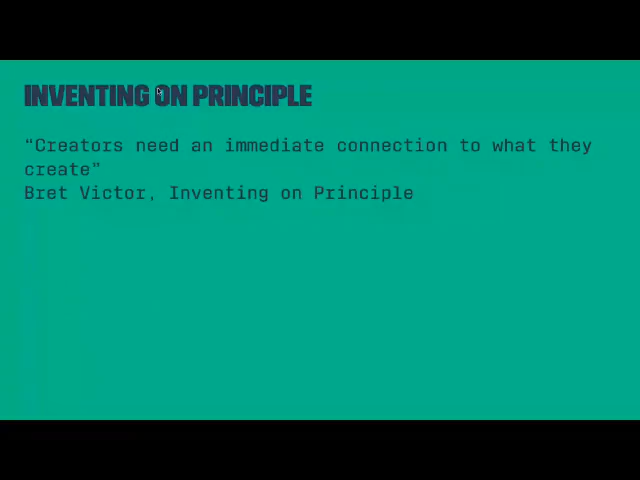 INVENTING ON PRINCIPLE
“Creators need an immediate connection to what they
create”
Bret Victor, Inventing on Principle